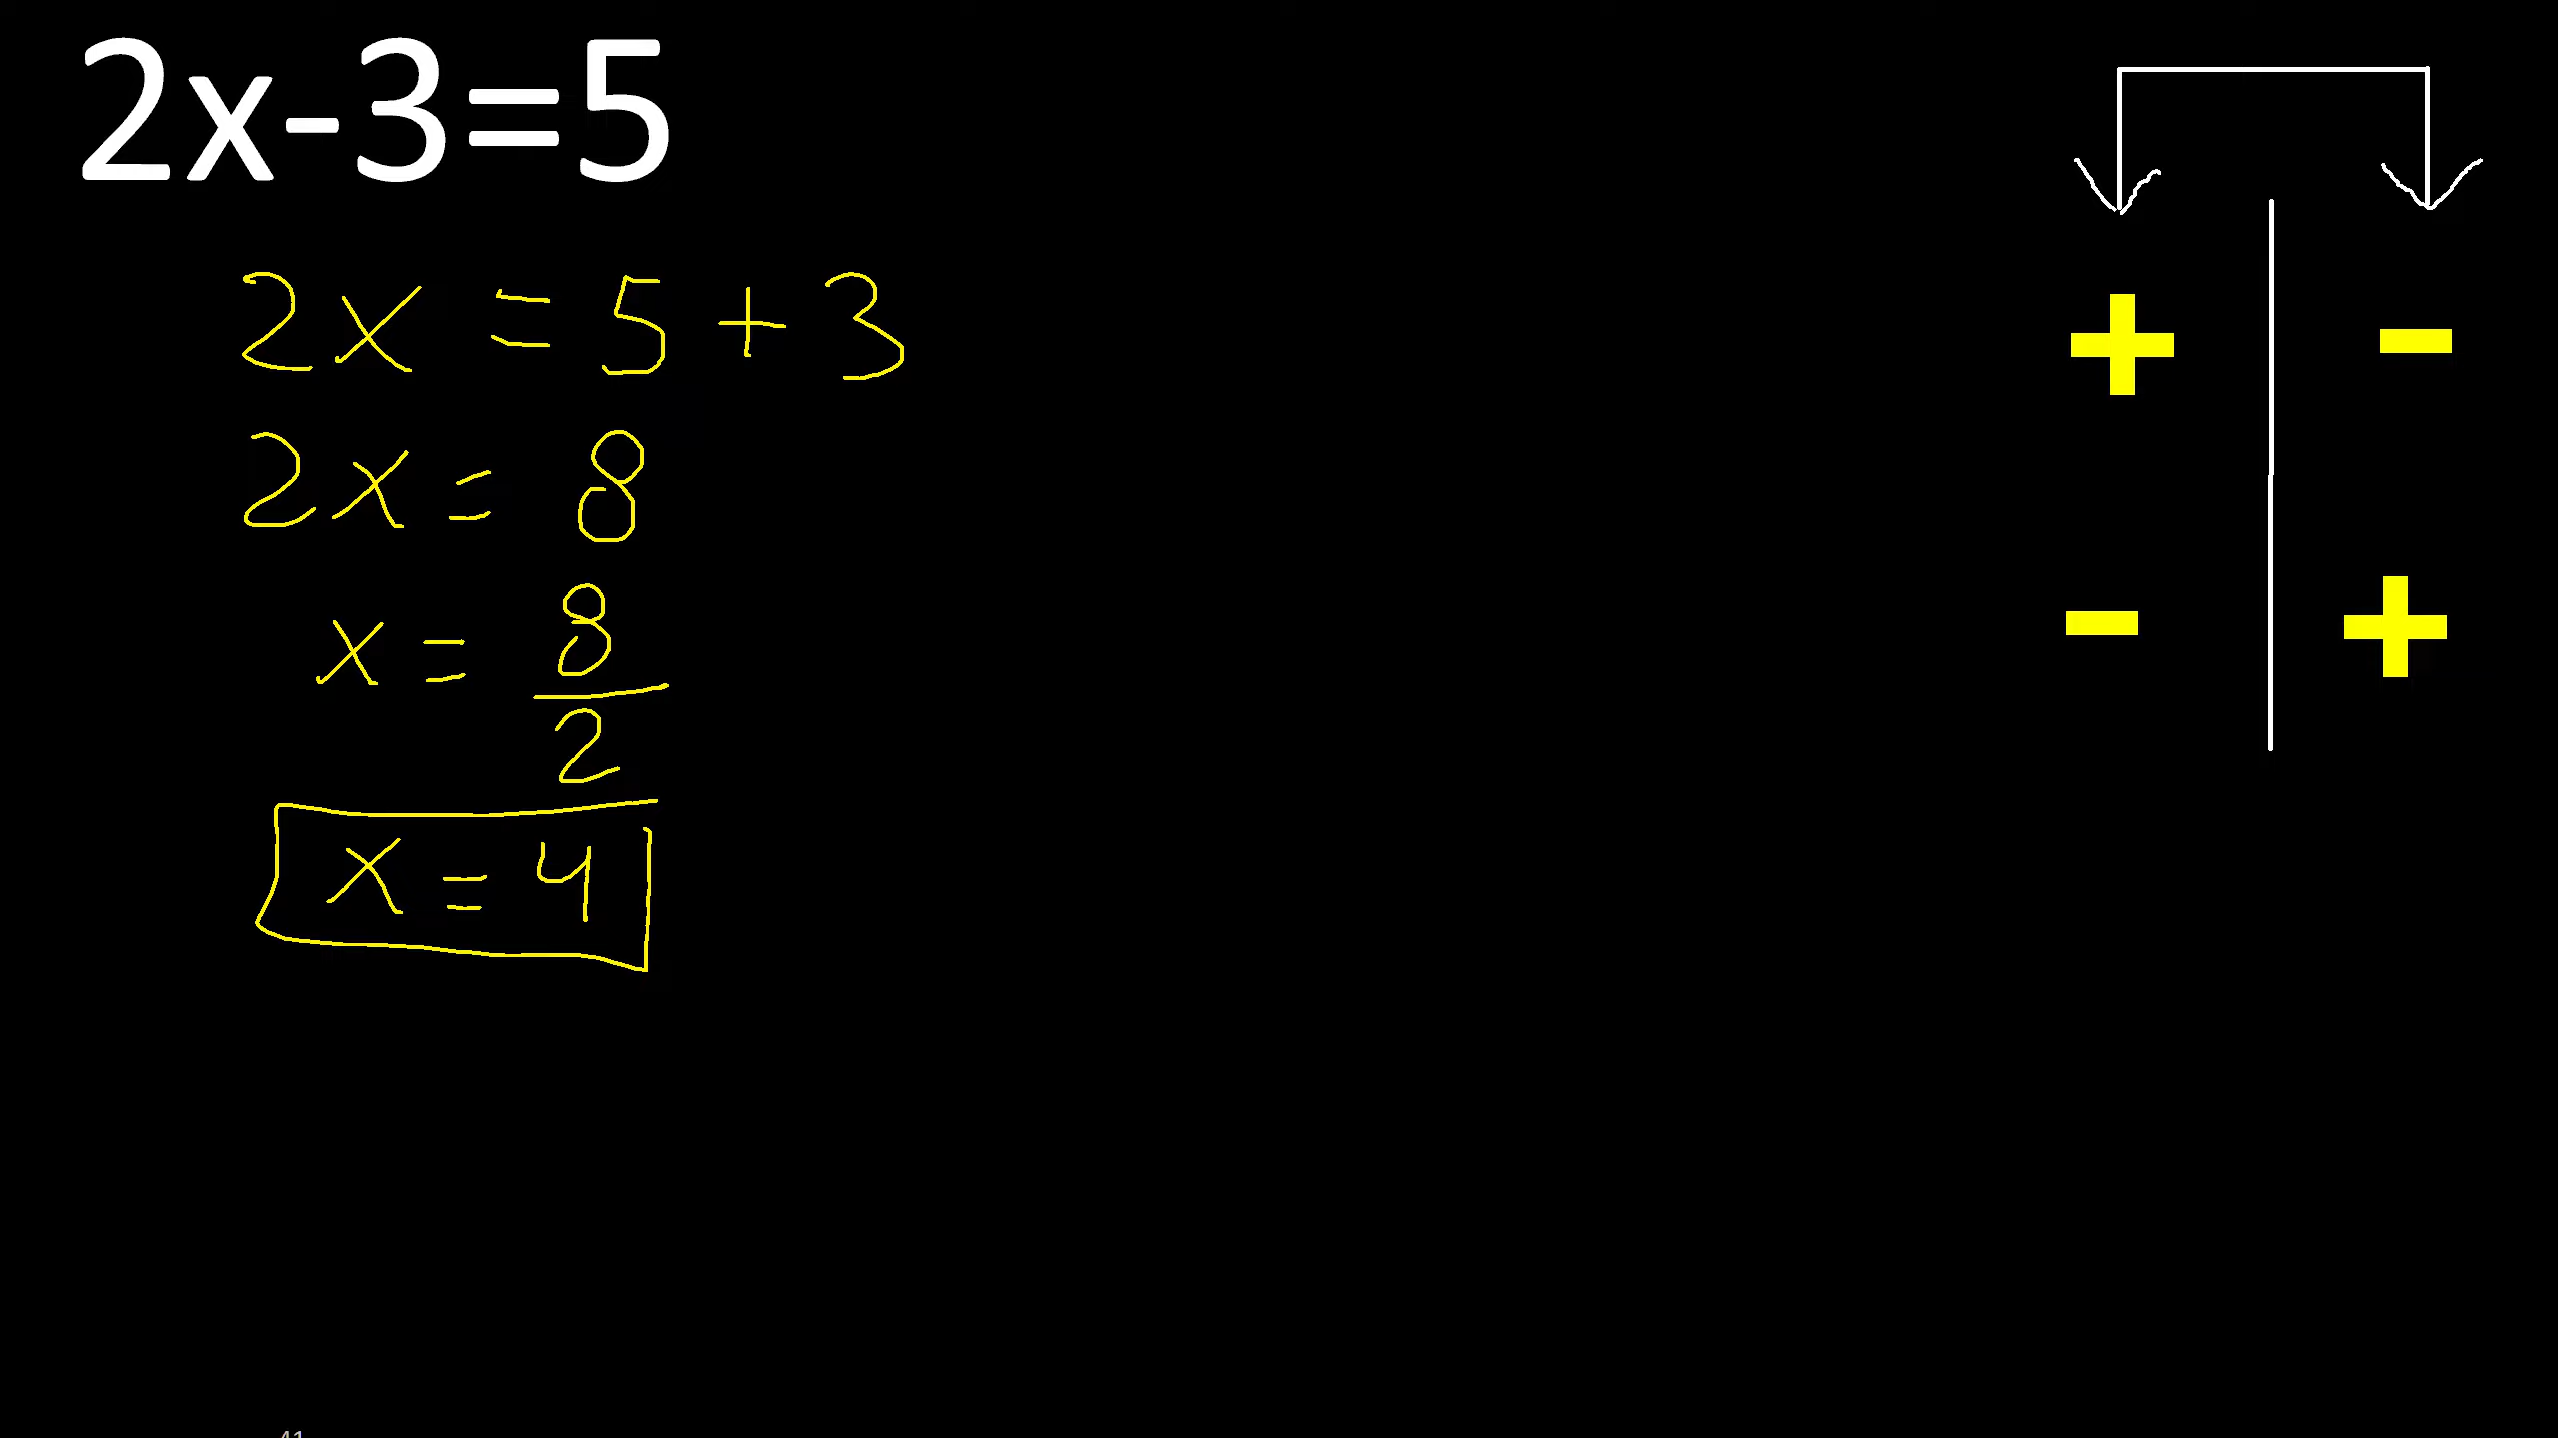 2x-3=5
2x = 5 + 3
2x = 8
x = 8/2
x = 4
+ -
- +